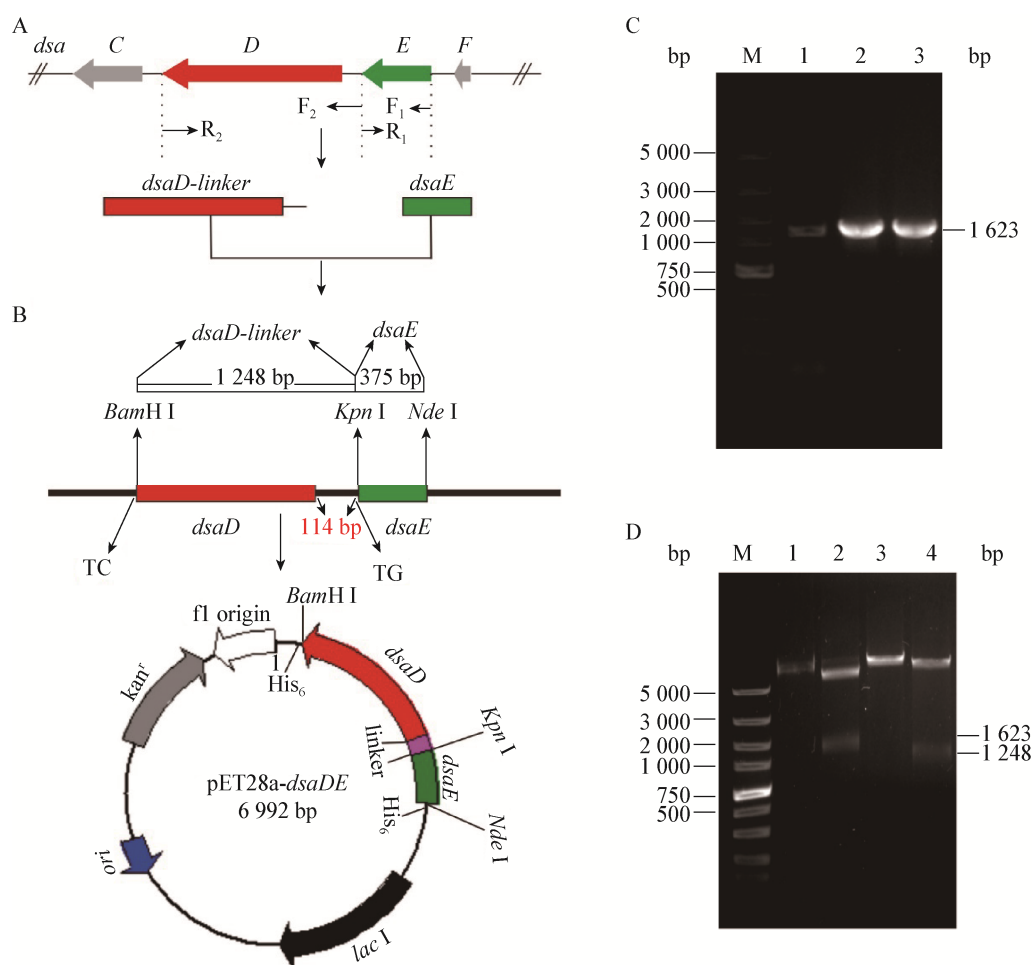 A
dsa C D E F
F₂ F₁
R₂ R₁
dsaD-linker dsaE
B
dsaD-linker dsaE
1 248 bp 375 bp
BamH I Kpn I Nde I
dsaD 114 bp dsaE
TC TG
BamH I
f1 origin
1
His₆
dsaD
kanʳ
linker
Kpn I
dsaE
pET28a-dsaDE
6 992 bp
His₆
Nde I
ori
lac I
C
bp M 1 2 3 bp
5 000
3 000
2 000
1 623
1 000
750
500
D
bp M 1 2 3 4 bp
5 000
3 000
1 623
2 000
1 248
1 000
750
500